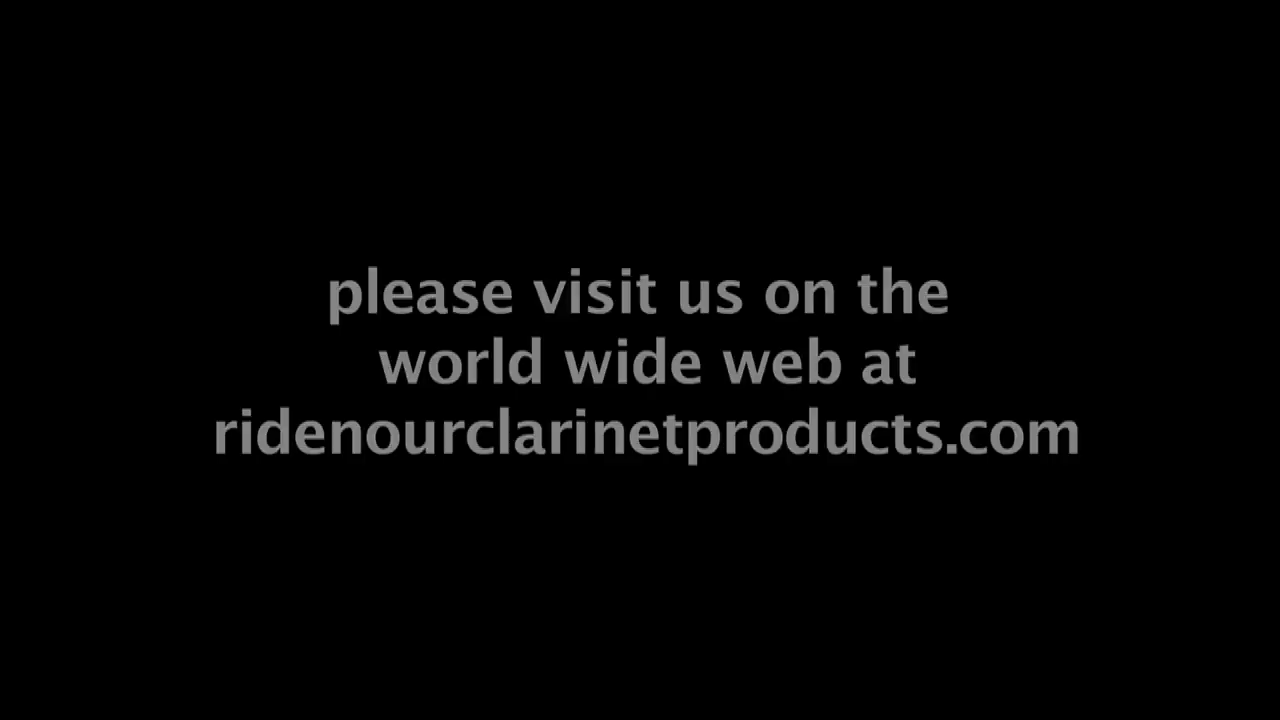 please visit us on the
world wide web at
ridenourclarinetproducts.com